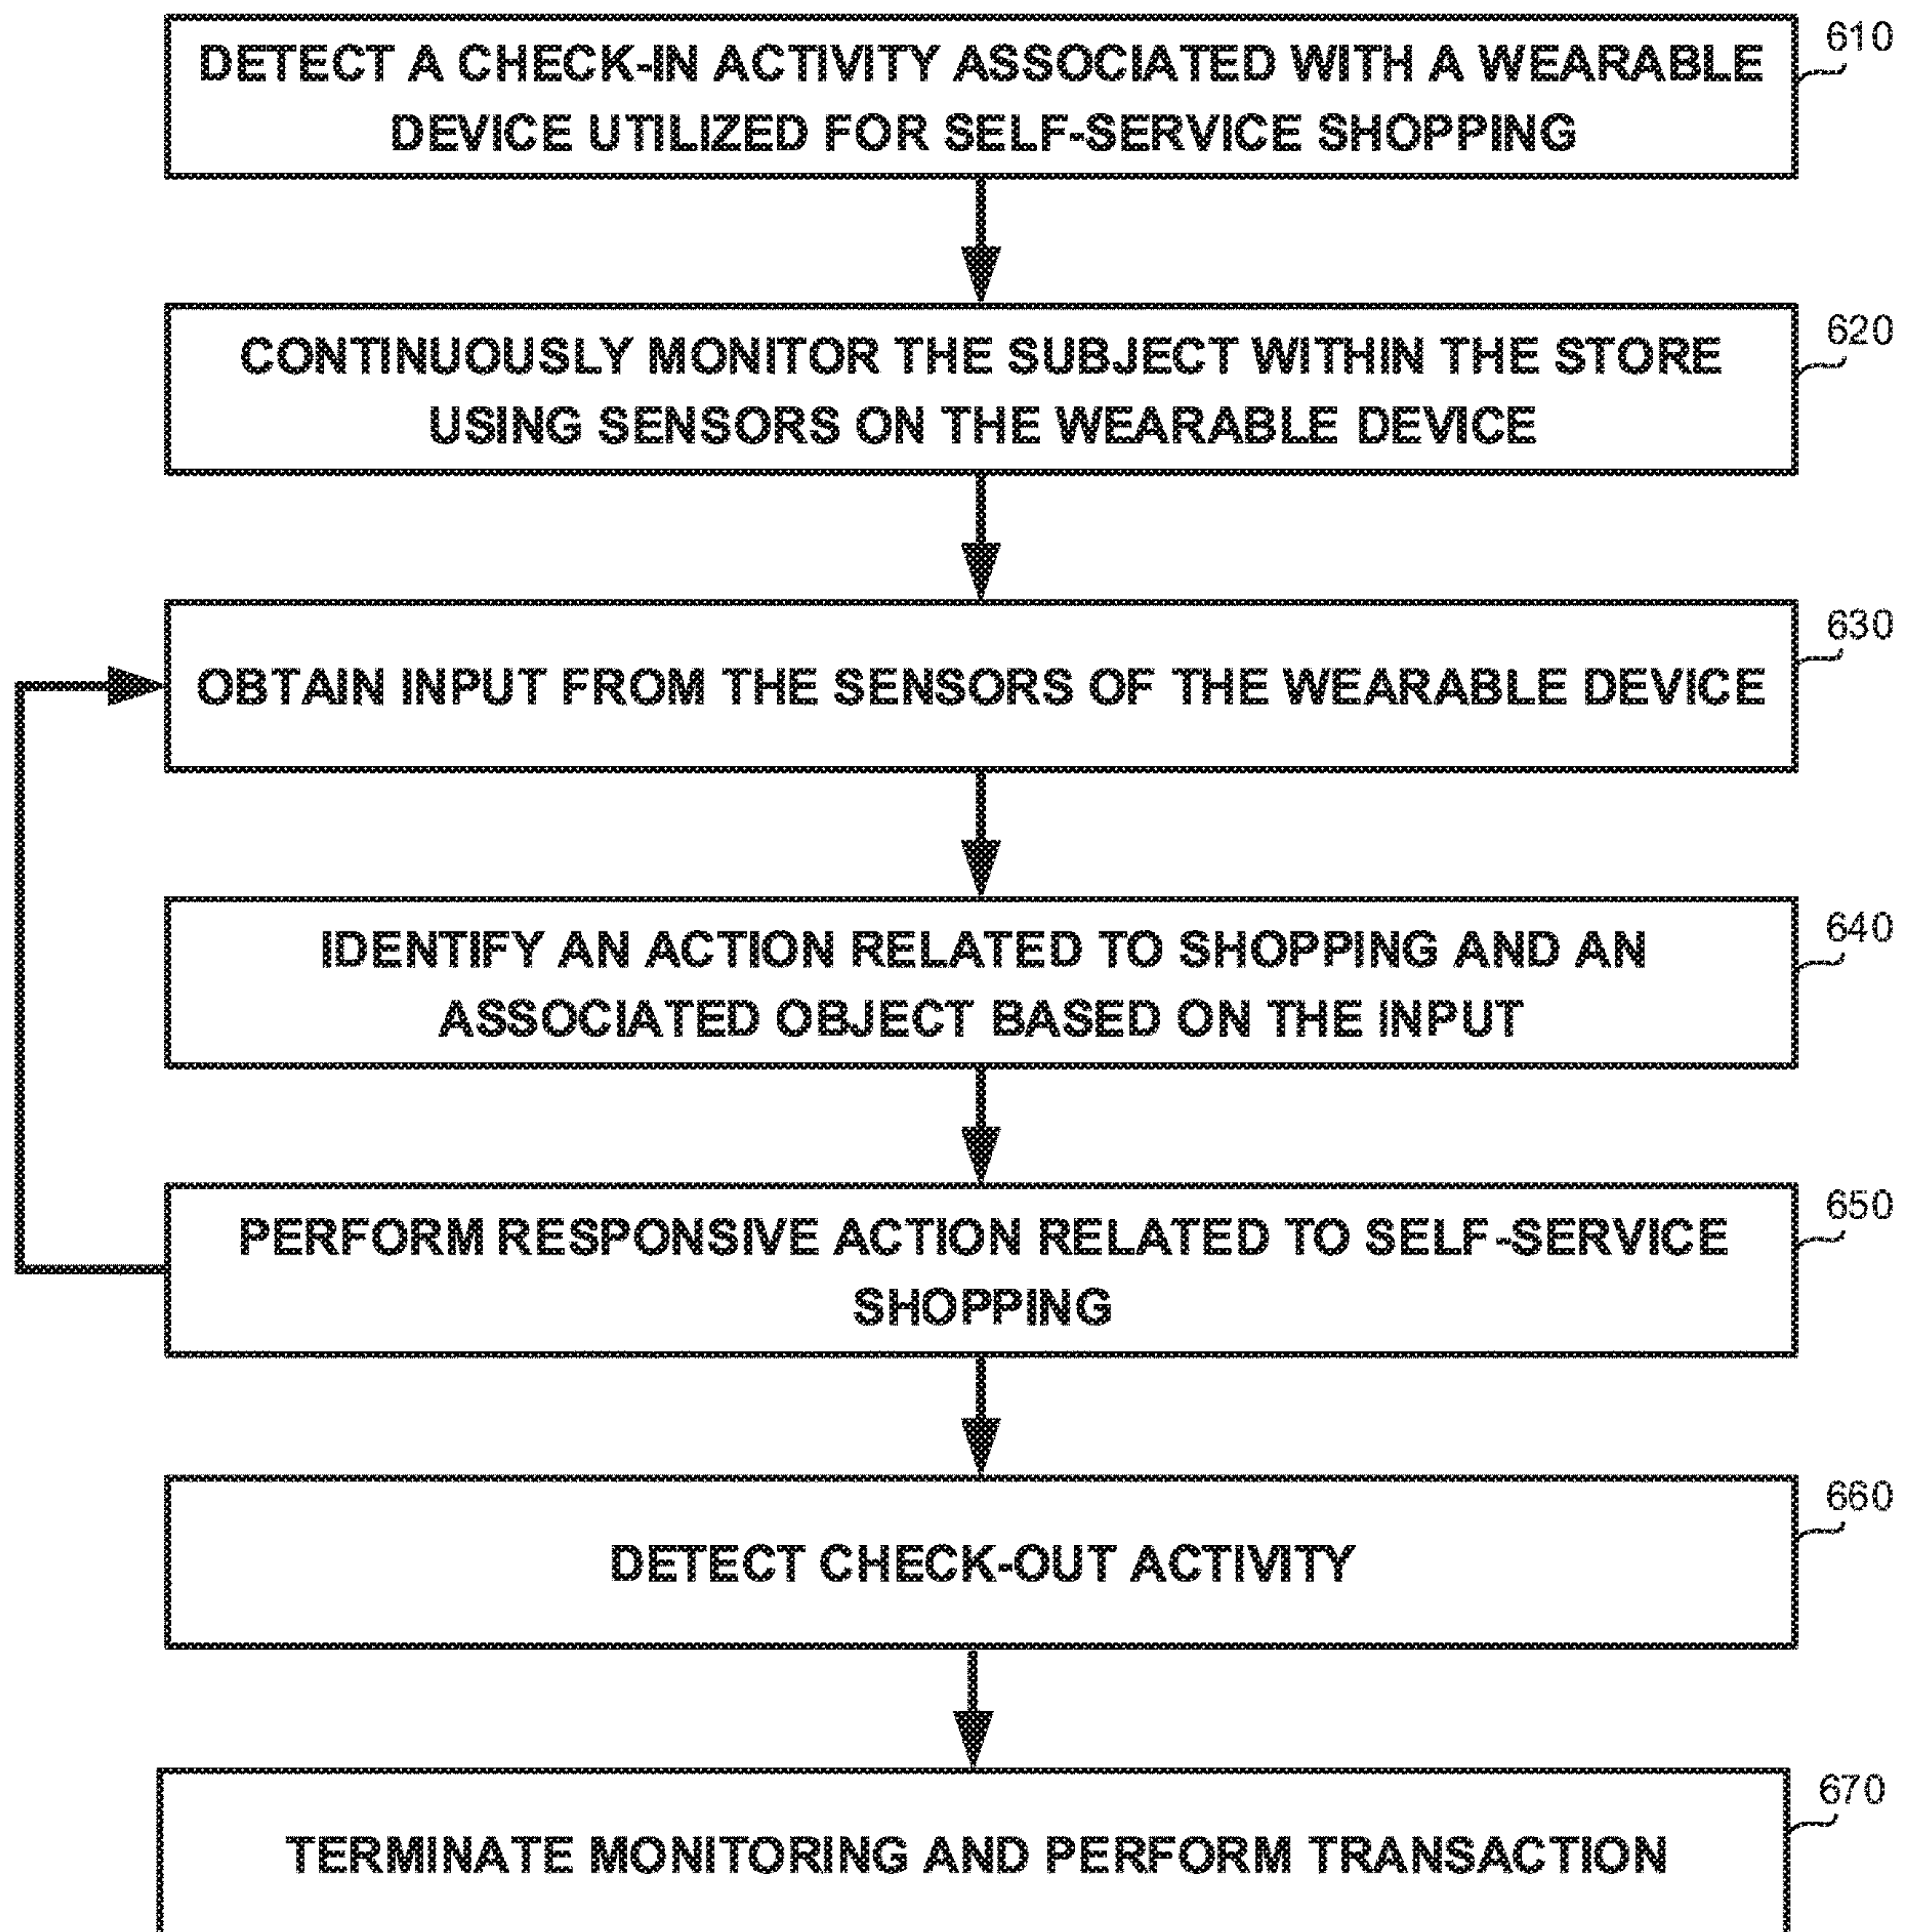 DETECT A CHECK-IN ACTIVITY ASSOCIATED WITH A WEARABLE
DEVICE UTILIZED FOR SELF-SERVICE SHOPPING
610
CONTINUOUSLY MONITOR THE SUBJECT WITHIN THE STORE
USING SENSORS ON THE WEARABLE DEVICE
620
OBTAIN INPUT FROM THE SENSORS OF THE WEARABLE DEVICE
630
IDENTIFY AN ACTION RELATED TO SHOPPING AND AN
ASSOCIATED OBJECT BASED ON THE INPUT
640
PERFORM RESPONSIVE ACTION RELATED TO SELF-SERVICE
SHOPPING
650
DETECT CHECK-OUT ACTIVITY
660
TERMINATE MONITORING AND PERFORM TRANSACTION
670